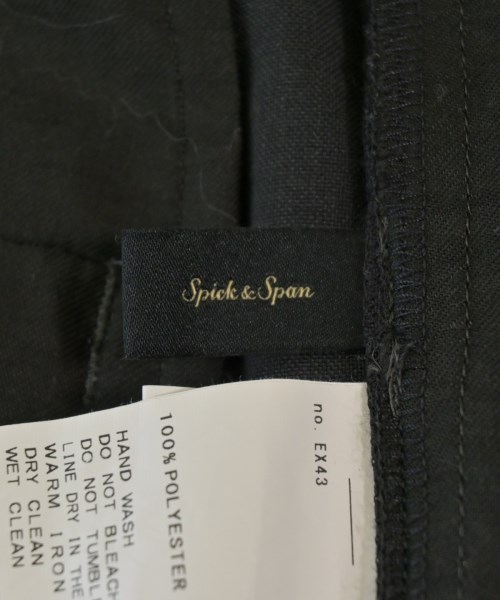 Spick & Span
no. EX43
100% POLYESTER
HAND WASH
DO NOT BLEACH
DO NOT TUMBLE
LINE DRY IN THE
WARM IRON
DRY CLEAN
WET CLEAN